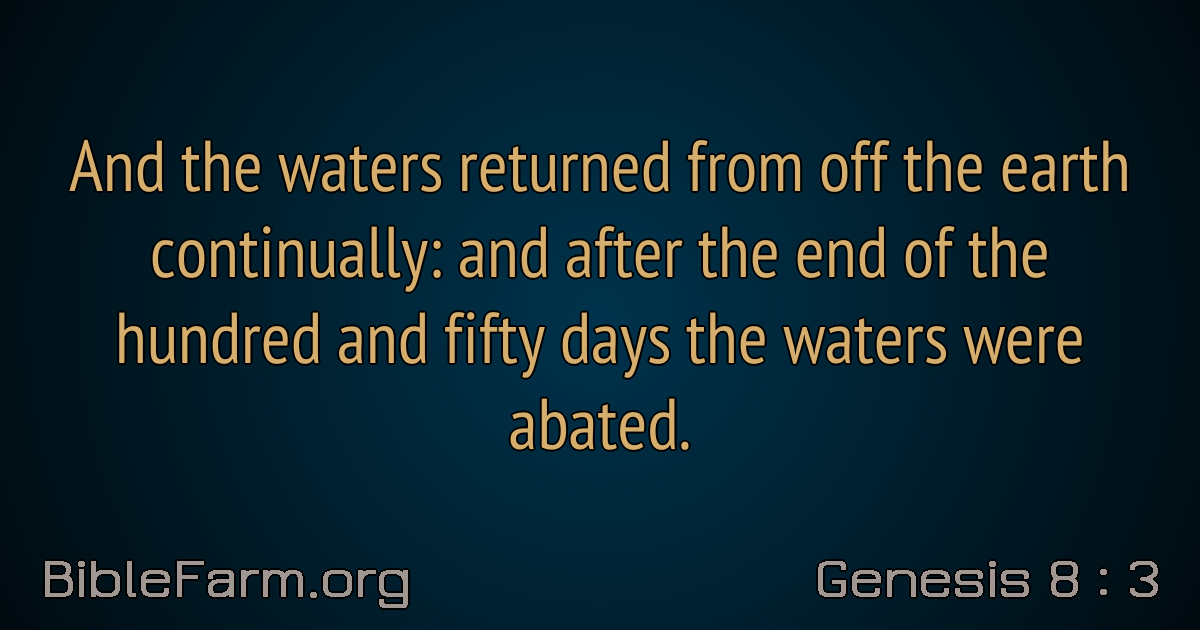 And the waters returned from off the earth
continually: and after the end of the
hundred and fifty days the waters were
abated.
BibleFarm.org
Genesis 8 : 3